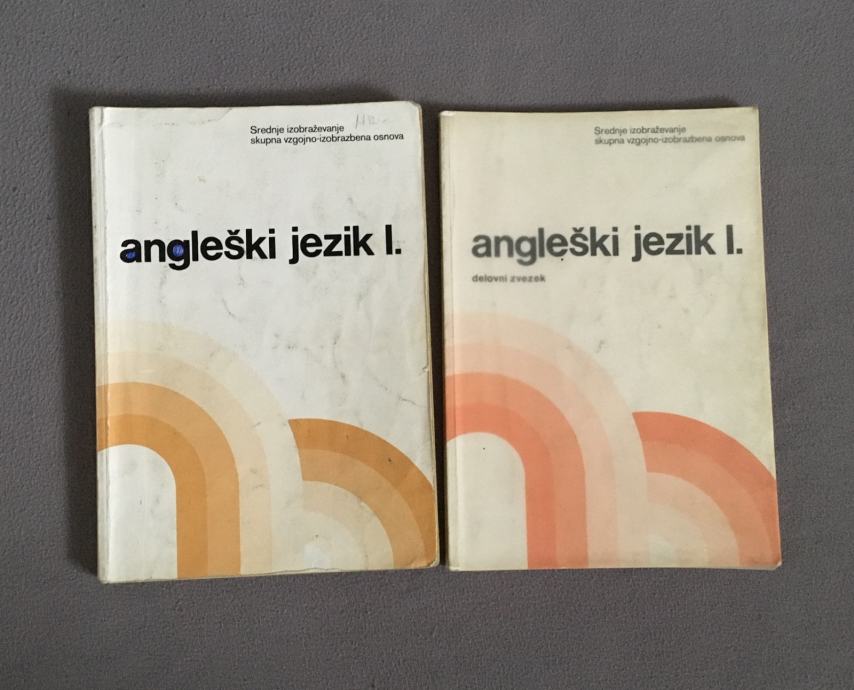 Srednje izobraževanje
skupna vzgojno-izobrazbena osnova
angleški jezik I.
Srednje izobraževanje
skupna vzgojno-izobrazbena osnova
angleški jezik I.
delovni zvezek